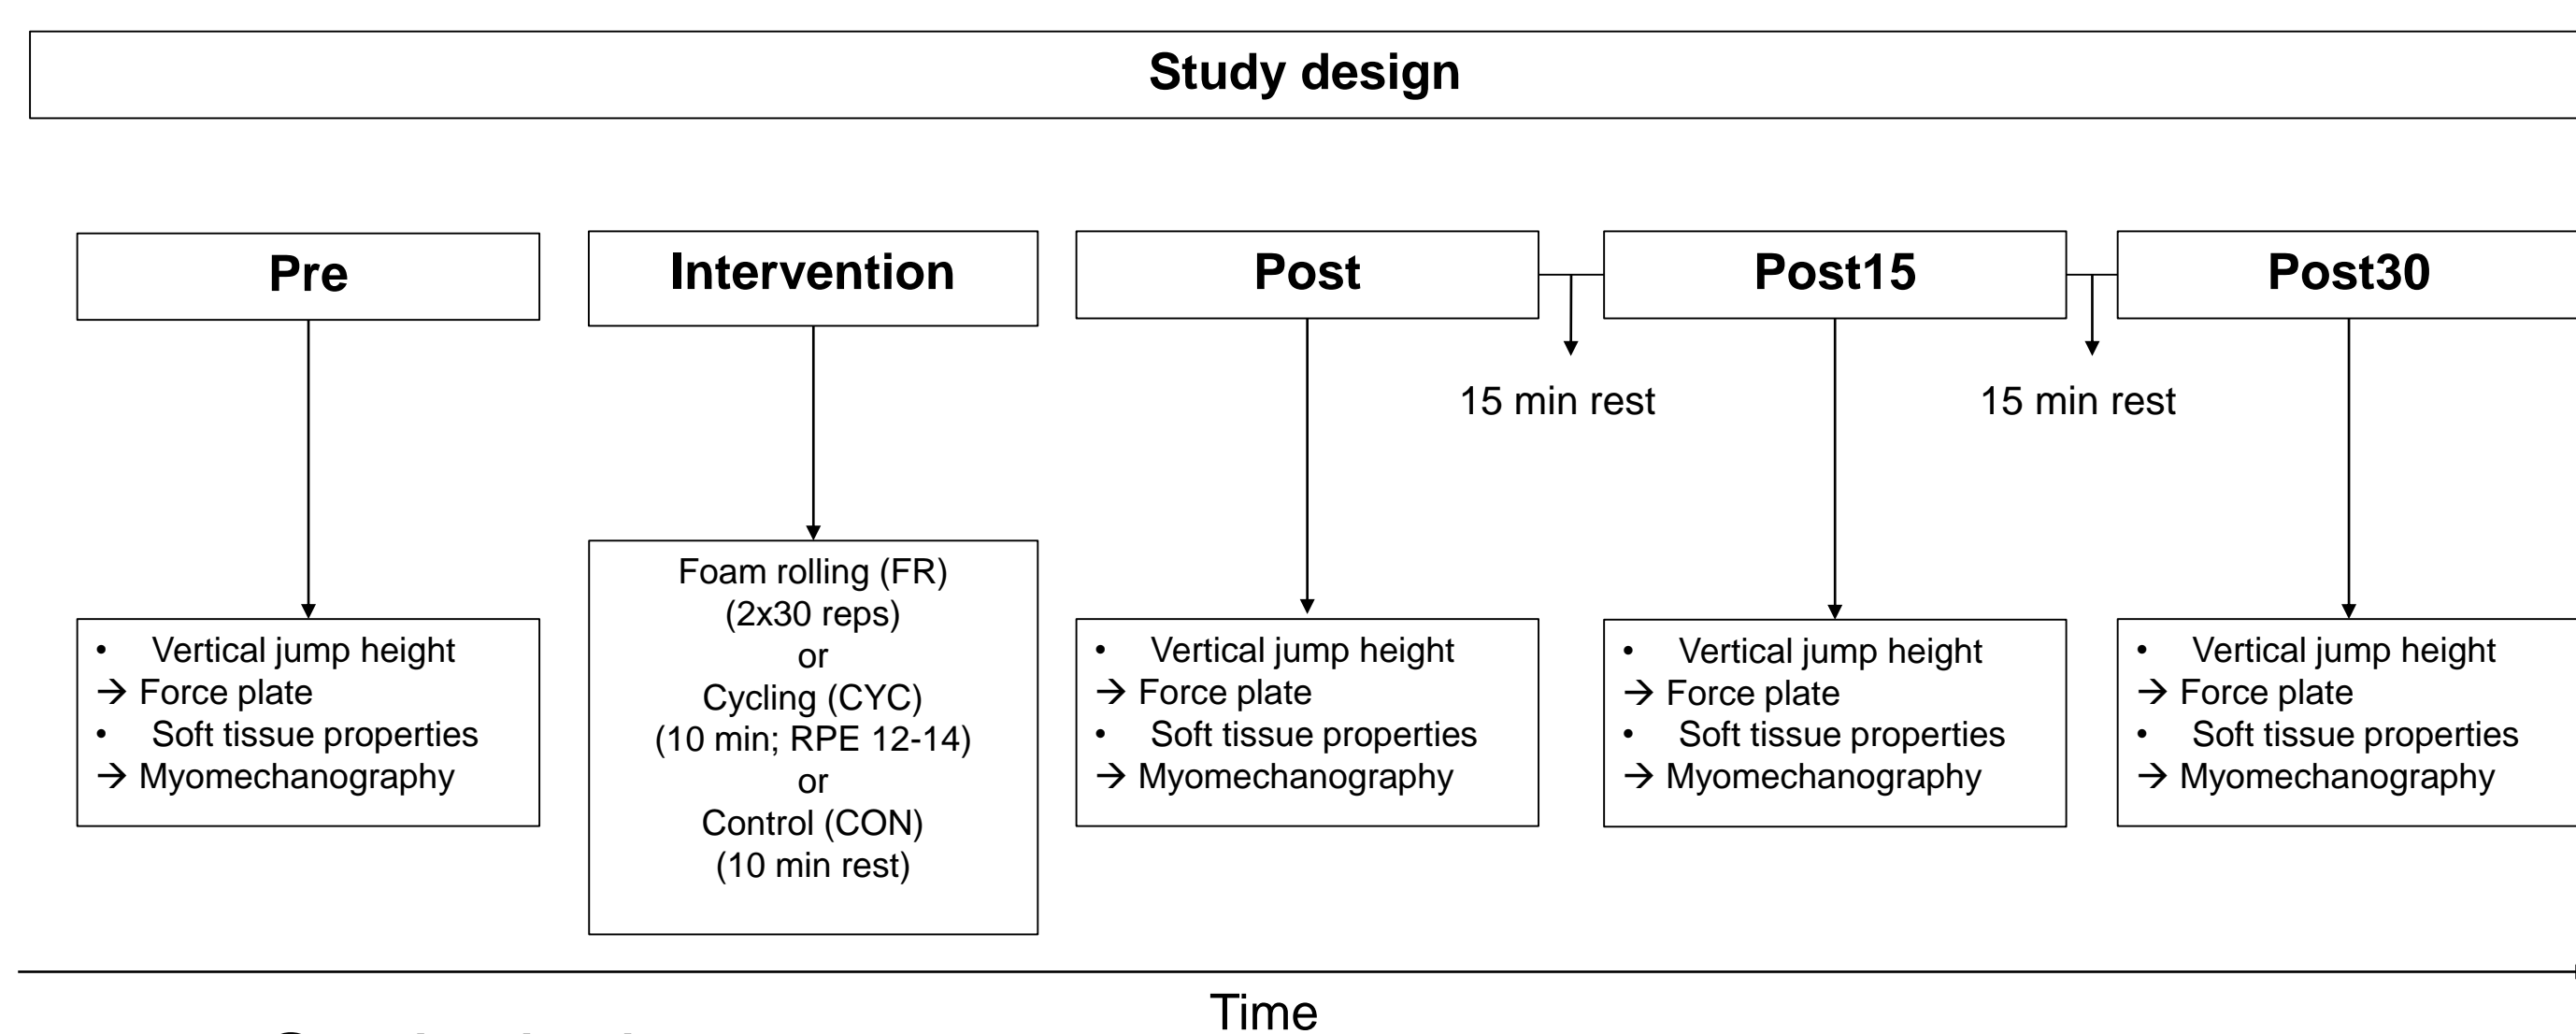 Study design
Pre
Intervention
Post
Post15
Post30
15 min rest
15 min rest
• Vertical jump height
→ Force plate
• Soft tissue properties
→ Myomechanography
Foam rolling (FR)
(2x30 reps)
or
Cycling (CYC)
(10 min; RPE 12-14)
or
Control (CON)
(10 min rest)
• Vertical jump height
→ Force plate
• Soft tissue properties
→ Myomechanography
• Vertical jump height
→ Force plate
• Soft tissue properties
→ Myomechanography
• Vertical jump height
→ Force plate
• Soft tissue properties
→ Myomechanography
Time